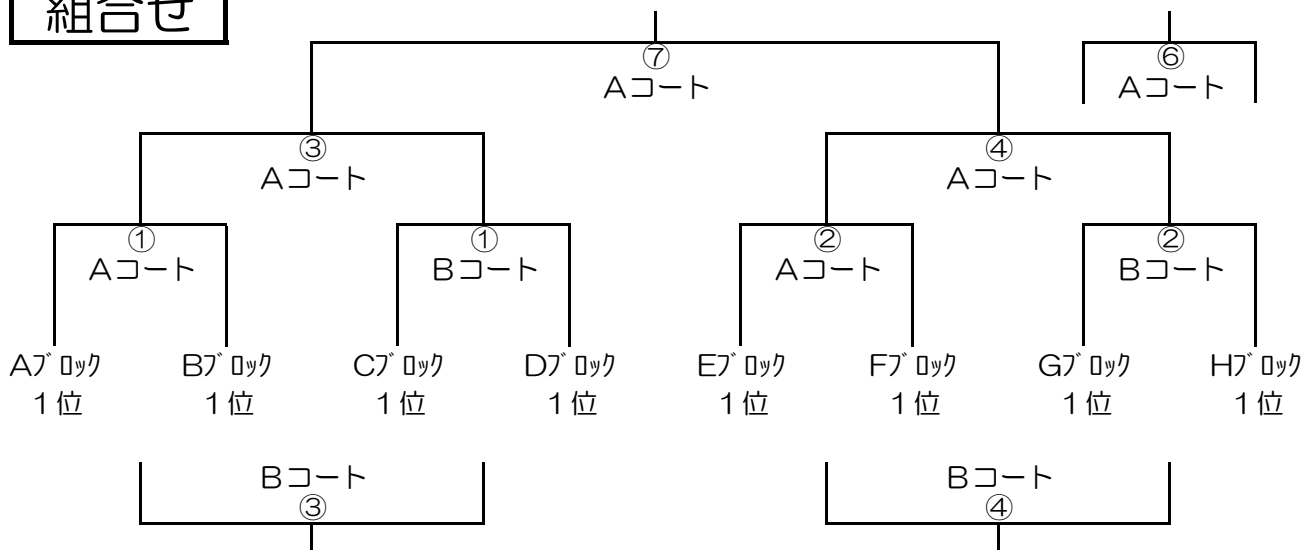 組合せ
⑦ ⑥
Aコート Aコート
③ ④
Aコート Aコート
① ① ② ②
Aコート Bコート Aコート Bコート
Aﾌﾞﾛｯｸ Bﾌﾞﾛｯｸ Cﾌﾞﾛｯｸ Dﾌﾞﾛｯｸ Eﾌﾞﾛｯｸ Fﾌﾞﾛｯｸ Gﾌﾞﾛｯｸ Hﾌﾞﾛｯｸ
1位 1位 1位 1位 1位 1位 1位 1位
Bコート Bコート
③ ④